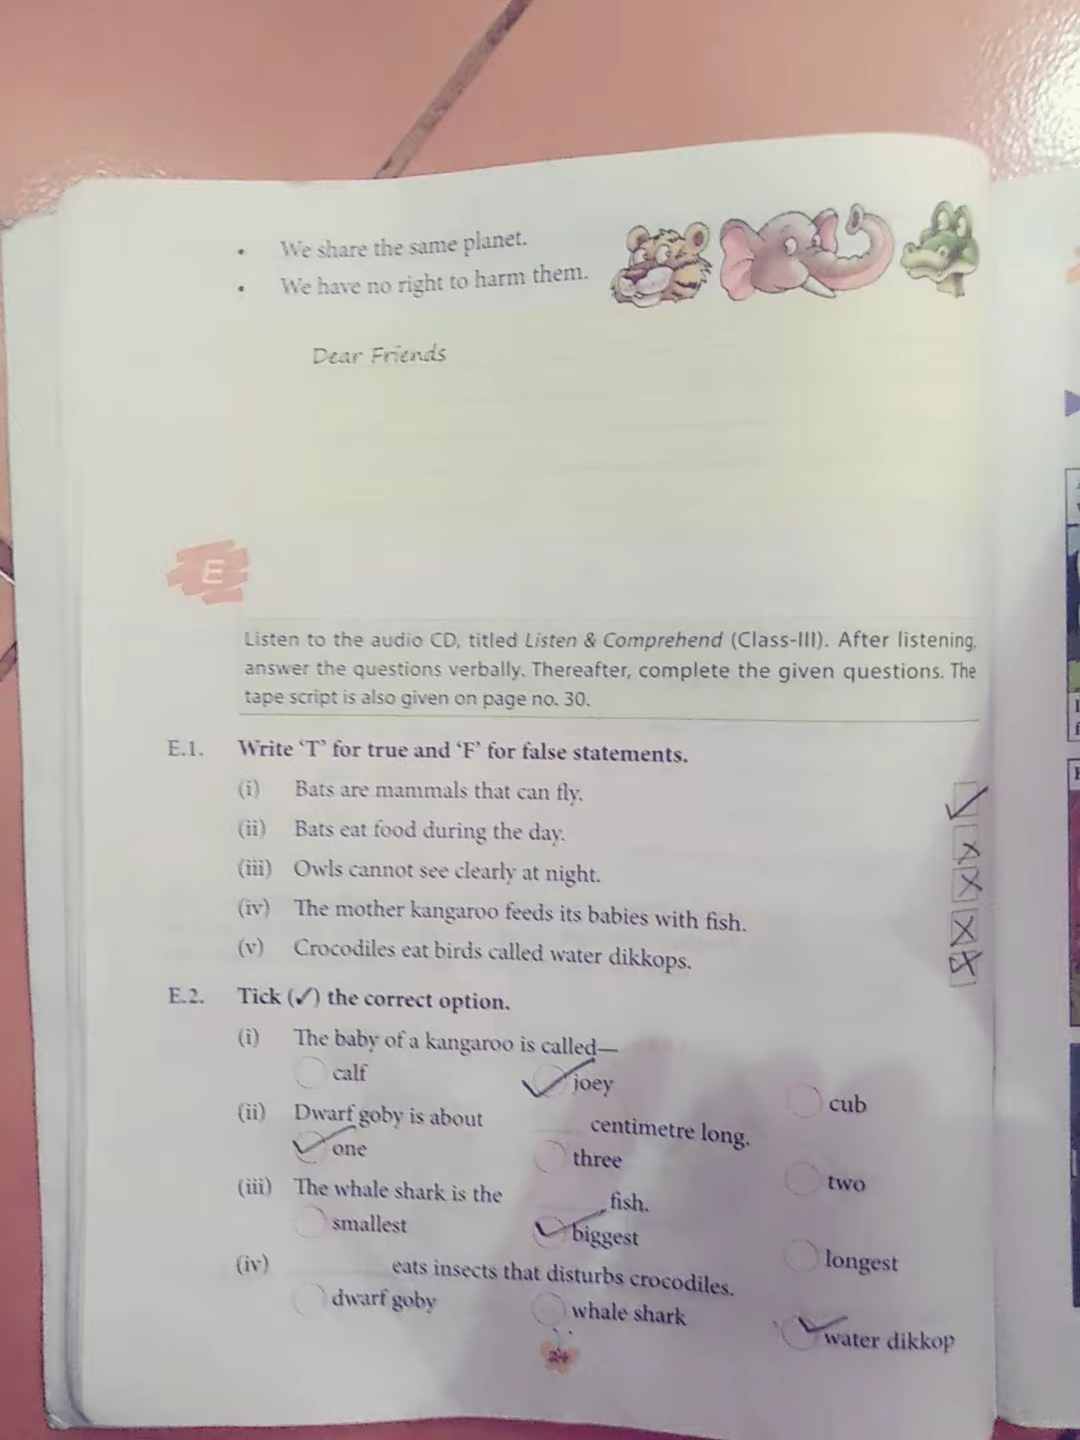 • We share the same planet.
• We have no right to harm them.
Dear Friends
E
Listen to the audio CD, titled Listen & Comprehend (Class-III). After listening,
answer the questions verbally. Thereafter, complete the given questions. The
tape script is also given on page no. 30.
E.1. Write ‘T’ for true and ‘F’ for false statements.
(i) Bats are mammals that can fly. ✓
(ii) Bats eat food during the day. ×
(iii) Owls cannot see clearly at night. ×
(iv) The mother kangaroo feeds its babies with fish. ×
(v) Crocodiles eat birds called water dikkops. ×
E.2. Tick (✓) the correct option.
(i) The baby of a kangaroo is called—
calf ✓ joey cub
(ii) Dwarf goby is about ____ centimetre long.
✓ one three two
(iii) The whale shark is the ____ fish.
smallest ✓ biggest longest
(iv) ____ eats insects that disturbs crocodiles.
dwarf goby whale shark ✓ water dikkop
24